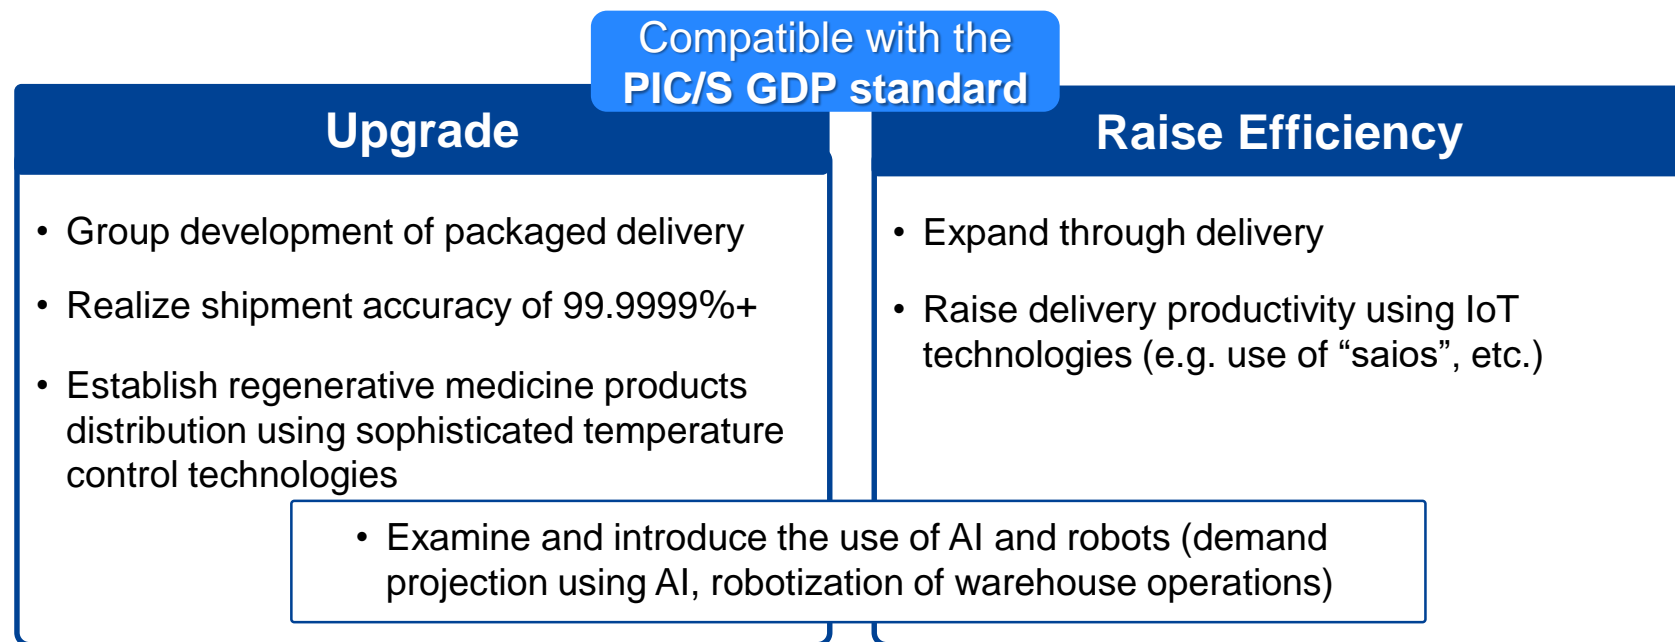 Compatible with the
PIC/S GDP standard
Upgrade
• Group development of packaged delivery
• Realize shipment accuracy of 99.9999%+
• Establish regenerative medicine products
distribution using sophisticated temperature
control technologies
Raise Efficiency
• Expand through delivery
• Raise delivery productivity using IoT
technologies (e.g. use of “saios”, etc.)
• Examine and introduce the use of AI and robots (demand
projection using AI, robotization of warehouse operations)